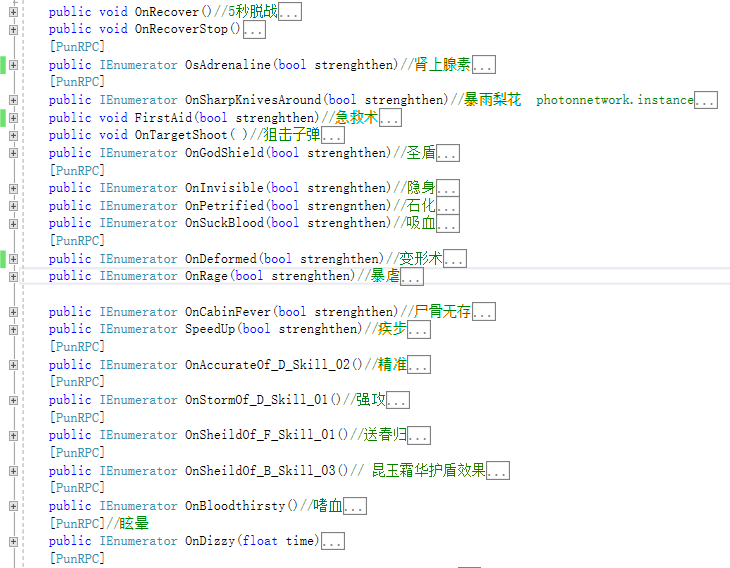 public void OnRecover()//5秒脱战...
public void OnRecoverStop()...
[PunRPC]
public IEnumerator OsAdrenaline(bool strenghthen)//肾上腺素...
[PunRPC]
public IEnumerator OnSharpKnivesAround(bool strenghthen)//暴雨梨花  photonnetwork.instance...
public void FirstAid(bool strenghthen)//急救术...
public void OnTargetShoot( )//狙击子弹...
public IEnumerator OnGodShield(bool strenghthen)//圣盾...
[PunRPC]
public IEnumerator OnInvisible(bool strenghthen)//隐身...
public IEnumerator OnPetrified(bool strengnthen)//石化...
public IEnumerator OnSuckBlood(bool strenghthen)//吸血...
[PunRPC]
public IEnumerator OnDeformed(bool strenghthen)//变形术...
public IEnumerator OnRage(bool strenghthen)//暴虐...
public IEnumerator OnCabinFever(bool strenghthen)//尸骨无存...
public IEnumerator SpeedUp(bool strenghthen)//疾步...
[PunRPC]
public IEnumerator OnAccurateOf_D_Skill_02()//精准...
[PunRPC]
public IEnumerator OnStormOf_D_Skill_01()//强攻...
[PunRPC]
public IEnumerator OnSheildOf_F_Skill_01()//送春归...
[PunRPC]
public IEnumerator OnSheildOf_B_Skill_03()// 昆玉霜华护盾效果...
[PunRPC]
public IEnumerator OnBloodthirsty()//嗜血...
[PunRPC]//眩晕
public IEnumerator OnDizzy(float time)...
[PunRPC]